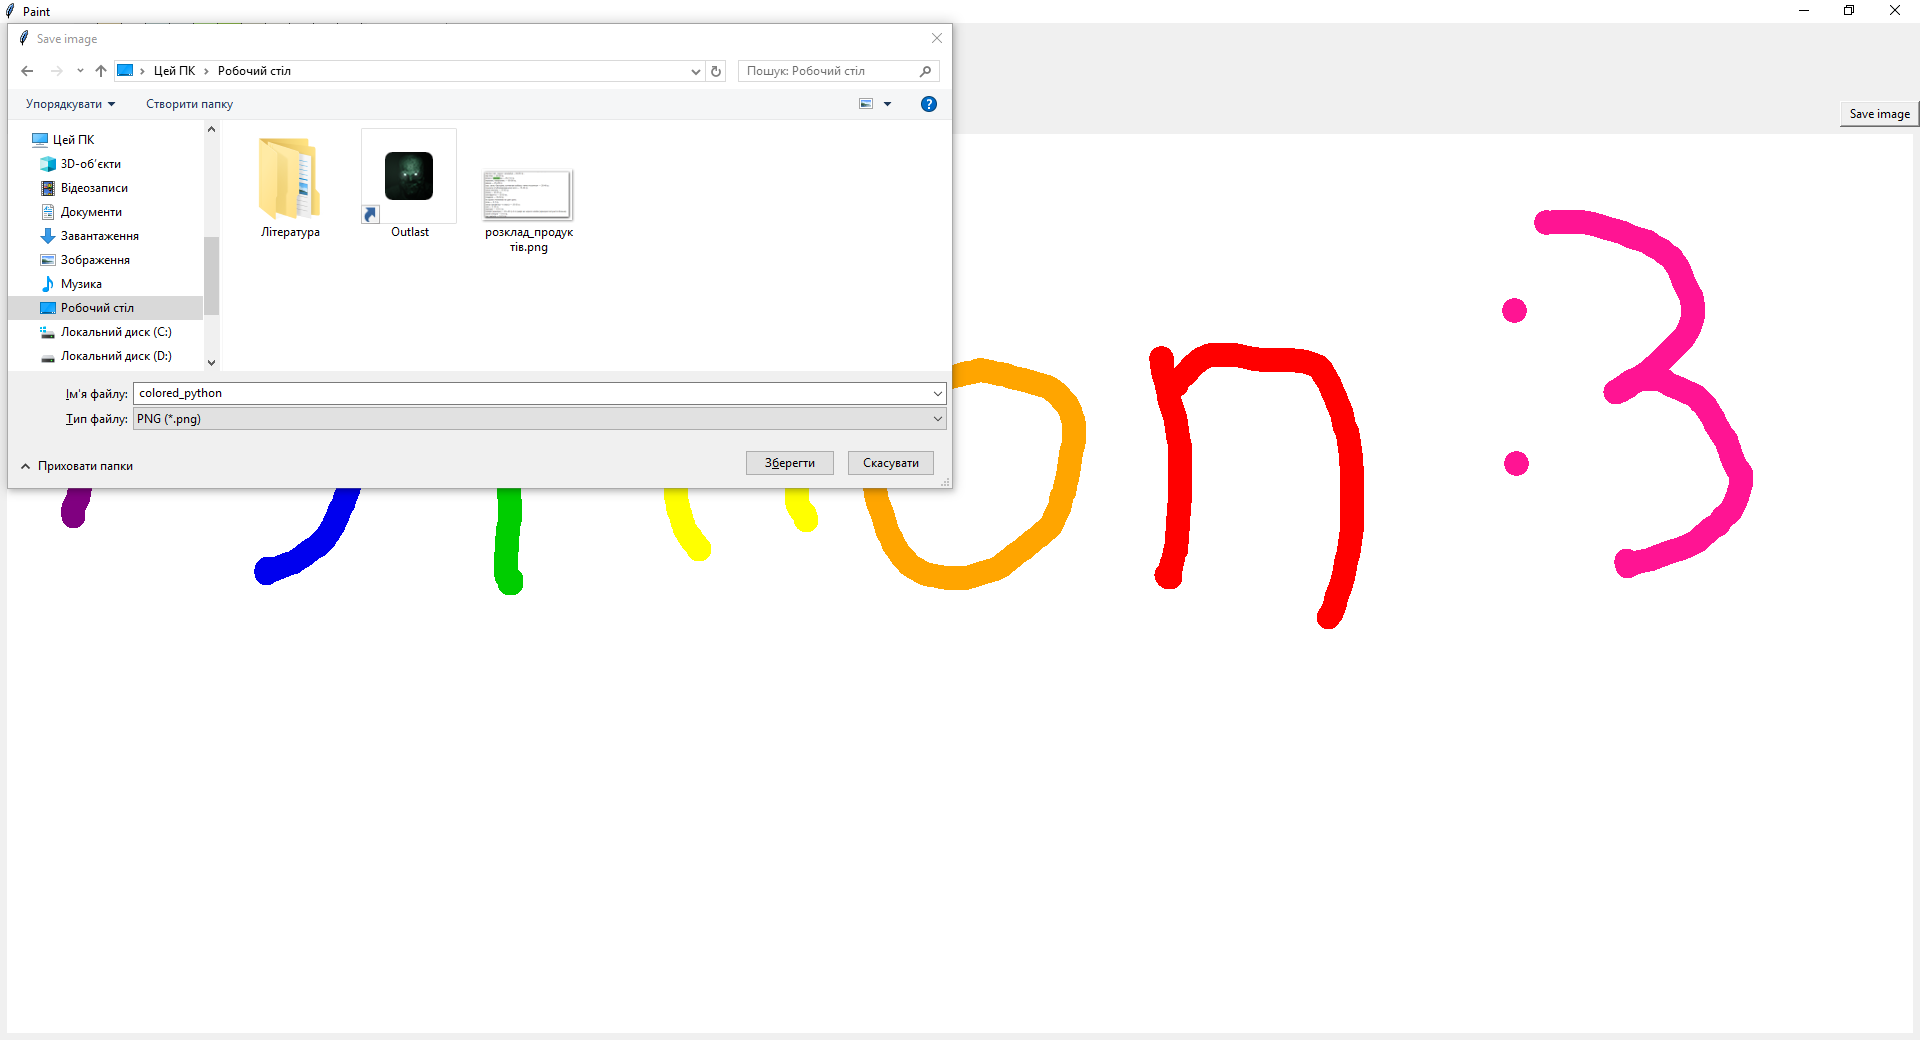 Paint
Save image
Цей ПК
Робочий стіл
Пошук: Робочий стіл
Упорядкувати
Створити папку
Save image
Цей ПК
3D-об'єкти
Відеозаписи
Документи
Завантаження
Зображення
Музика
Робочий стіл
Локальний диск (C:)
Локальний диск (D:)
Література
Outlast
розклад_продук
тів.png
Ім'я файлу: colored_python
Тип файлу: PNG (*.png)
Приховати папки
Зберегти
Скасувати
on :3